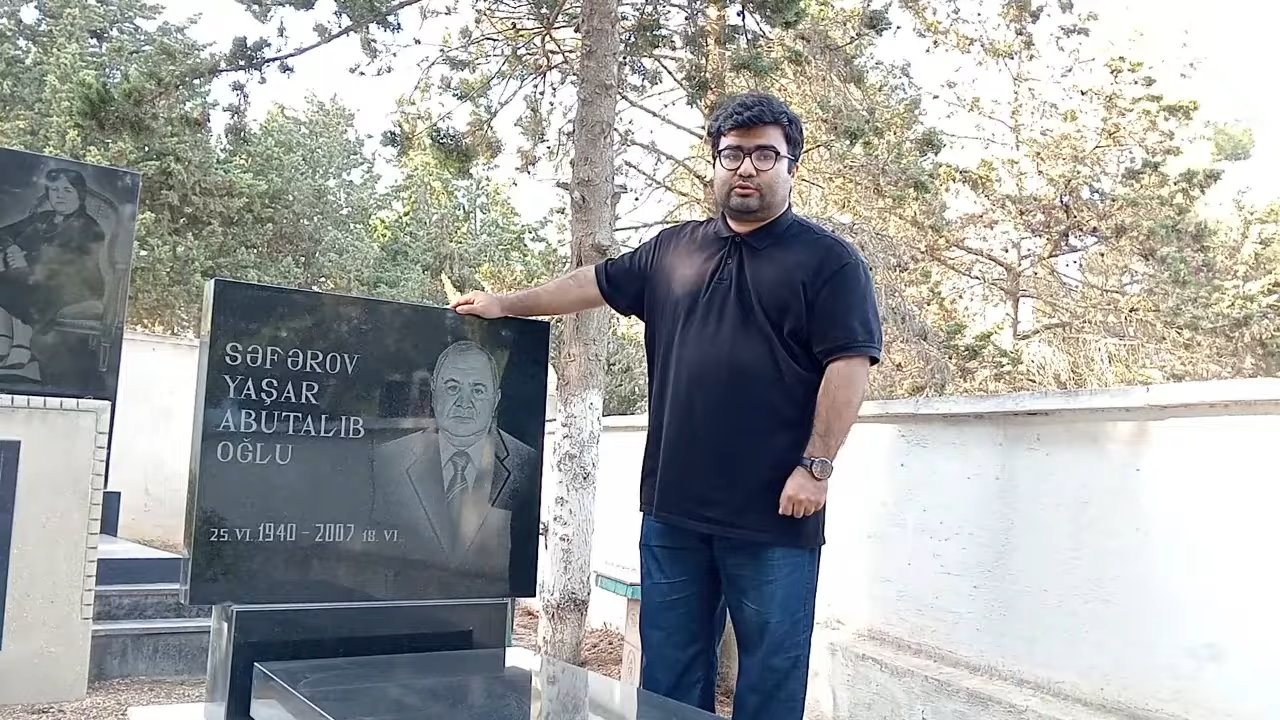 SƏFƏROV
YAŞAR
ABUTALIB
OĞLU
25. VI. 1940 - 2007 18. VI.